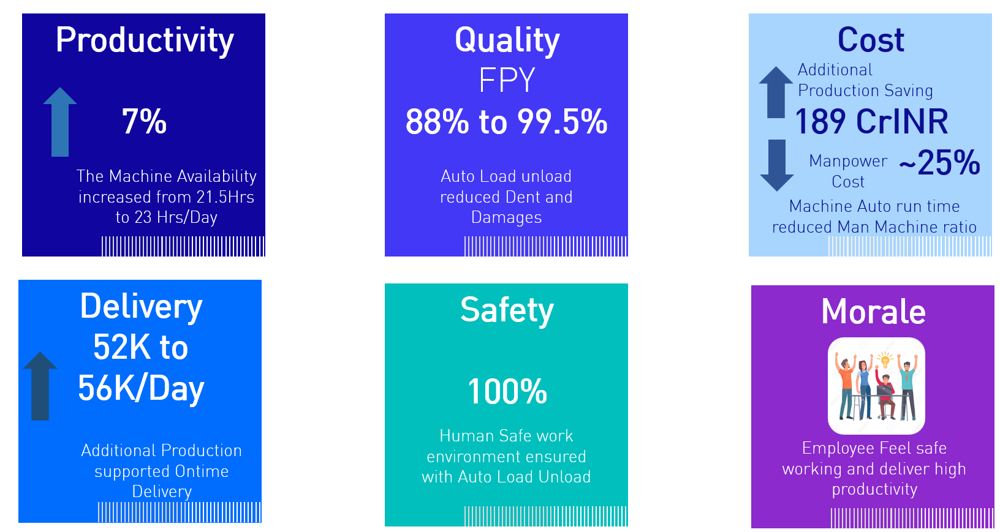 Productivity
7%
The Machine Availability
increased from 21.5Hrs
to 23 Hrs/Day
Quality
FPY
88% to 99.5%
Auto Load unload
reduced Dent and
Damages
Cost
Additional
Production Saving
189 CrINR
Manpower
Cost
~25%
Machine Auto run time
reduced Man Machine ratio
Delivery
52K to
56K/Day
Additional Production
supported Ontime
Delivery
Safety
100%
Human Safe work
environment ensured
with Auto Load Unload
Morale
Employee Feel safe
working and deliver high
productivity